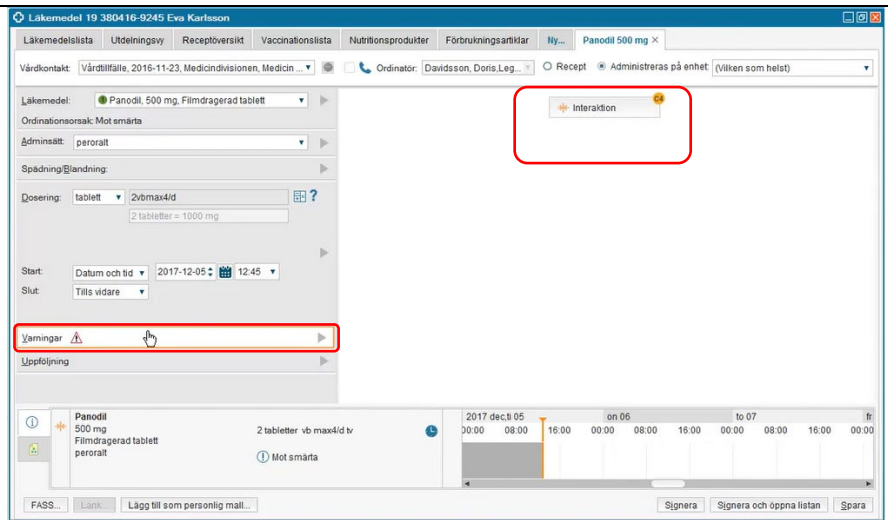 Läkemedel 19 380416-9245 Eva Karlsson
Läkemedelslista Utdelningsvy Receptöversikt Vaccinationslista Nutritionsprodukter Förbrukningsartiklar Ny... Panodil 500 mg ×
Vårdkontakt: Vårdtillfälle, 2016-11-23, Medicindivisionen, Medicin ... Ordinatör: Davidsson, Doris,Leg... Recept Administreras på enhet: (Vilken som helst)
Läkemedel: Panodil, 500 mg, Filmdragerad tablett
Ordinationsorsak: Mot smärta
Interaktion C4
Adminsätt: peroralt
Spädning/Blandning:
Dosering: tablett 2vbmax4/d ?
2 tabletter = 1000 mg
Start: Datum och tid 2017-12-05 12:45
Slut: Tills vidare
Varningar
Uppföljning
Panodil
500 mg
Filmdragerad tablett
peroralt
2 tabletter vb max4/d tv
Mot smärta
2017 dec,ti 05 on 06 to 07 fr
00:00 08:00 16:00 00:00 08:00 16:00 00:00 08:00 16:00 00:00
FASS... Länk... Lägg till som personlig mall... Signera Signera och öppna listan Spara